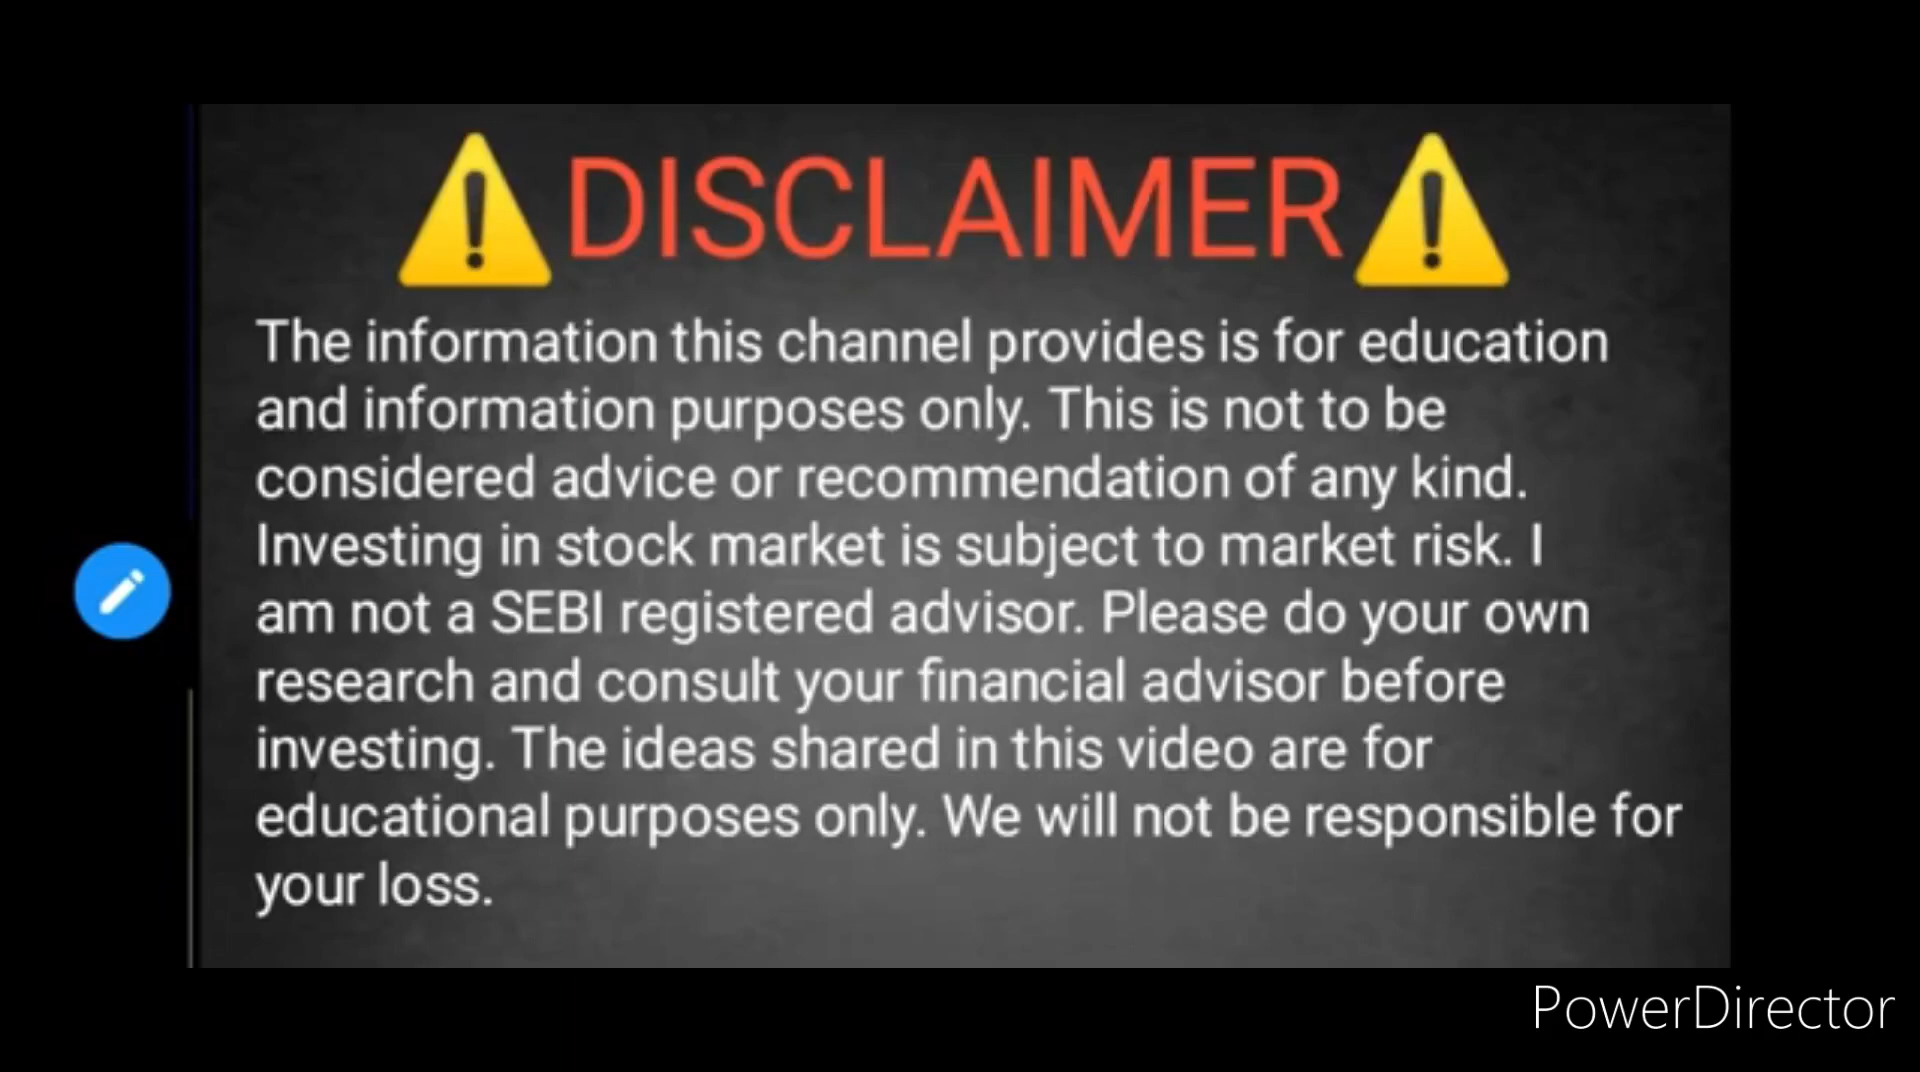 ⚠️DISCLAIMER⚠️
The information this channel provides is for education
and information purposes only. This is not to be
considered advice or recommendation of any kind.
Investing in stock market is subject to market risk. I
am not a SEBI registered advisor. Please do your own
research and consult your financial advisor before
investing. The ideas shared in this video are for
educational purposes only. We will not be responsible for
your loss.
PowerDirector